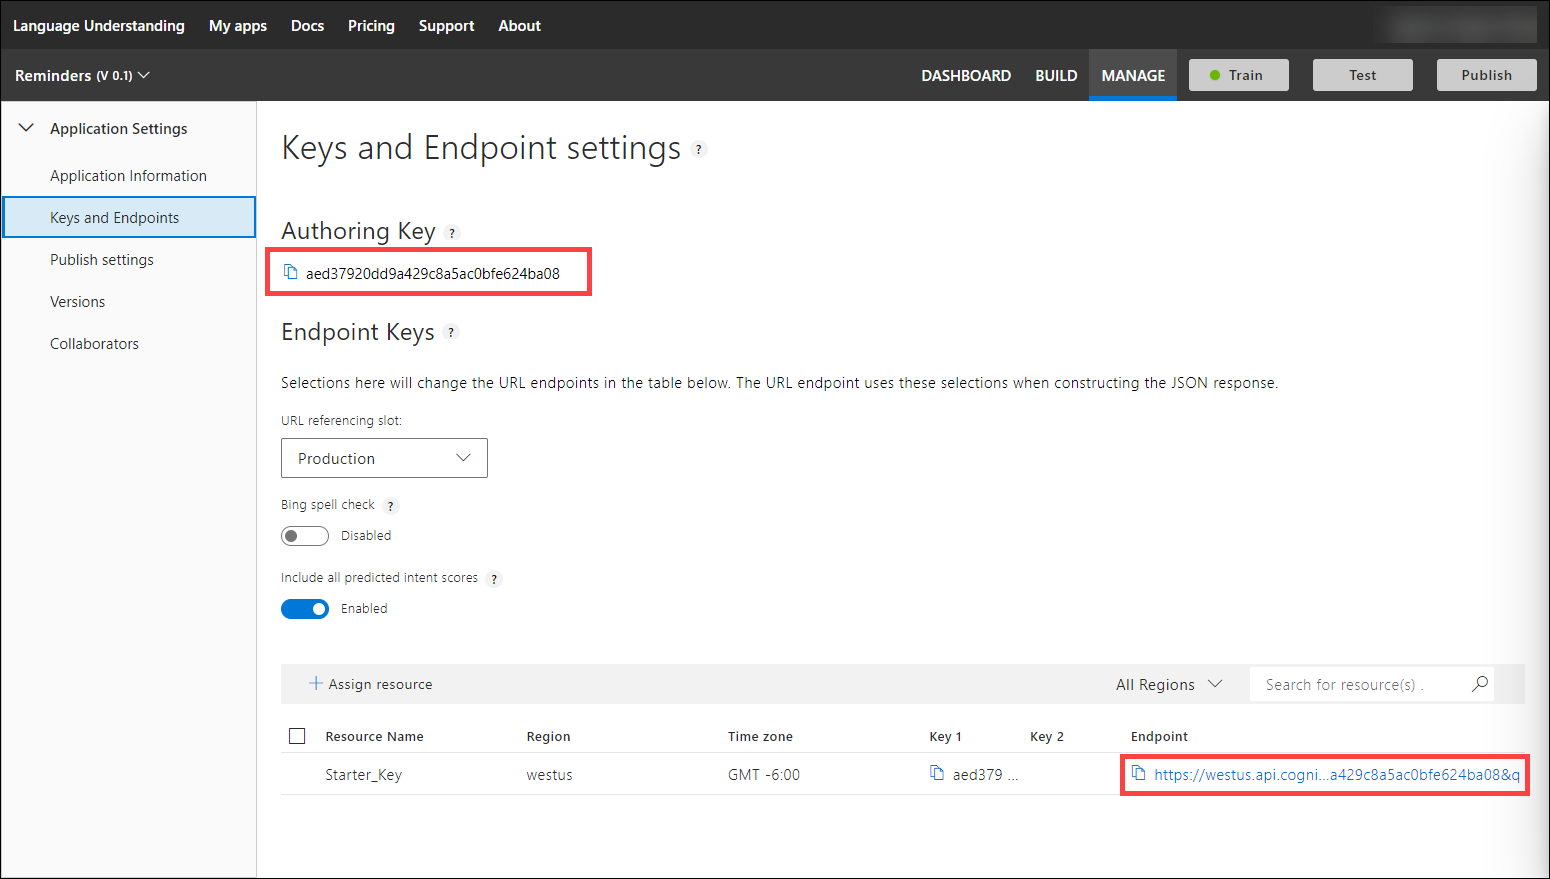 Language Understanding My apps Docs Pricing Support About
Reminders (V 0.1) DASHBOARD BUILD MANAGE Train Test Publish
Application Settings
Application Information
Keys and Endpoints
Publish settings
Versions
Collaborators
Keys and Endpoint settings ?
Authoring Key ?
aed37920dd9a429c8a5ac0bfe624ba08
Endpoint Keys ?
Selections here will change the URL endpoints in the table below. The URL endpoint uses these selections when constructing the JSON response.
URL referencing slot:
Production
Bing spell check ?
Disabled
Include all predicted intent scores ?
Enabled
+ Assign resource All Regions Search for resource(s) .
Resource Name Region Time zone Key 1 Key 2 Endpoint
Starter_Key westus GMT -6:00 aed379 ... https://westus.api.cogni...a429c8a5ac0bfe624ba08&q